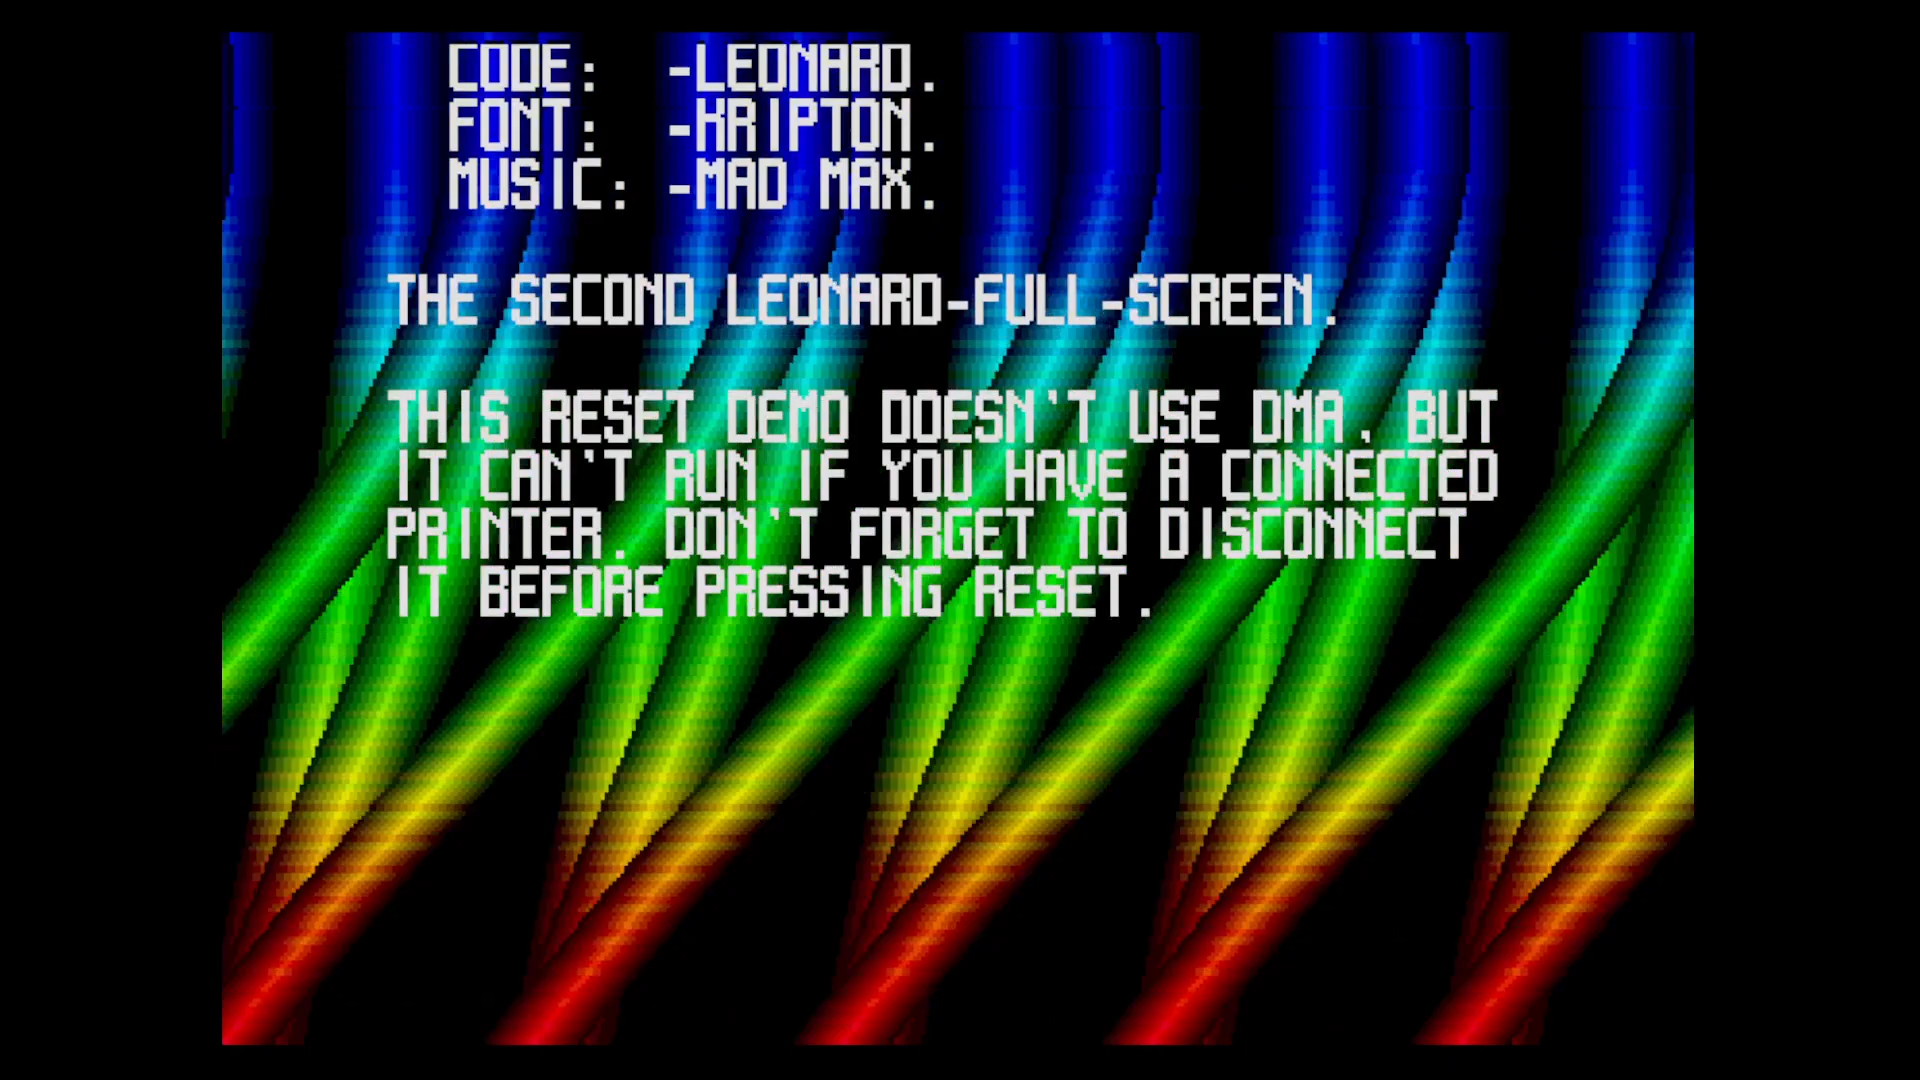 CODE: -LEONARD.
FONT: -KRIPTON.
MUSIC: -MAD MAX.
THE SECOND LEONARD-FULL-SCREEN.
THIS RESET DEMO DOESN'T USE DMA, BUT
IT CAN'T RUN IF YOU HAVE A CONNECTED
PRINTER. DON'T FORGET TO DISCONNECT
IT BEFORE PRESSING RESET.